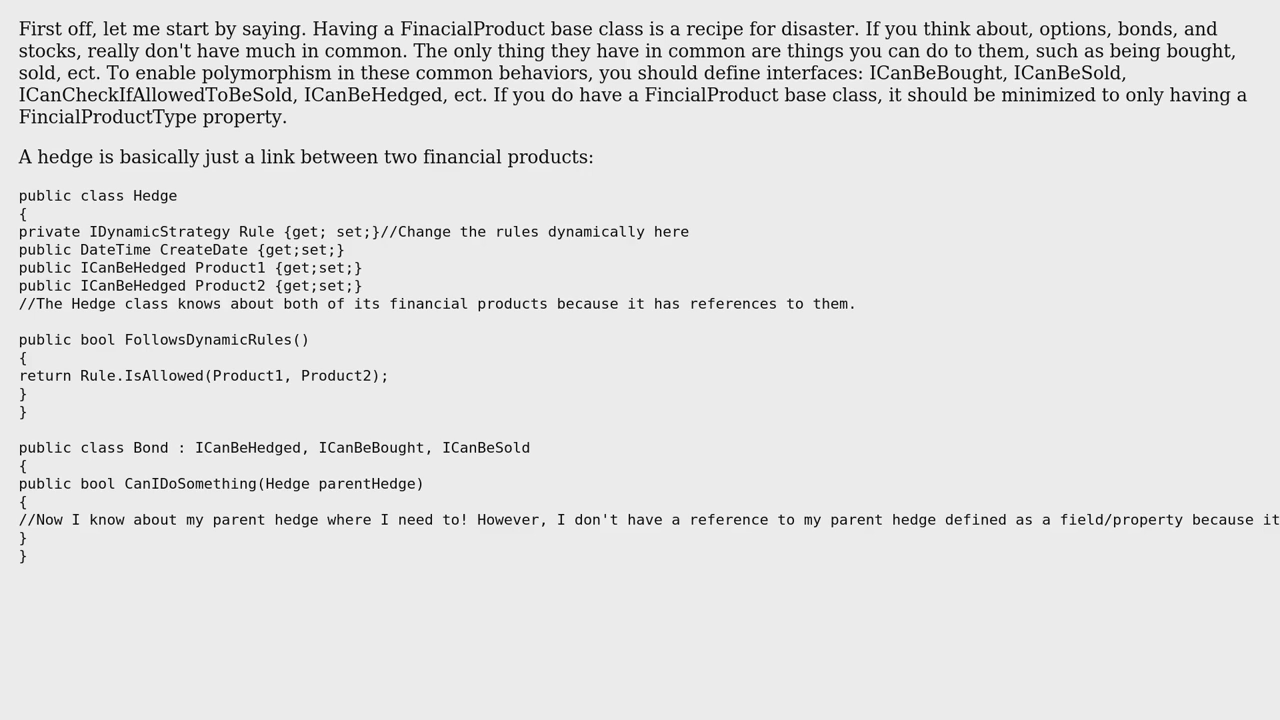 First off, let me start by saying. Having a FinacialProduct base class is a recipe for disaster. If you think about, options, bonds, and
stocks, really don't have much in common. The only thing they have in common are things you can do to them, such as being bought,
sold, ect. To enable polymorphism in these common behaviors, you should define interfaces: ICanBeBought, ICanBeSold,
ICanCheckIfAllowedToBeSold, ICanBeHedged, ect. If you do have a FincialProduct base class, it should be minimized to only having a
FincialProductType property.
A hedge is basically just a link between two financial products:
public class Hedge
{
private IDynamicStrategy Rule {get; set;}//Change the rules dynamically here
public DateTime CreateDate {get;set;}
public ICanBeHedged Product1 {get;set;}
public ICanBeHedged Product2 {get;set;}
//The Hedge class knows about both of its financial products because it has references to them.
public bool FollowsDynamicRules()
{
return Rule.IsAllowed(Product1, Product2);
}
}
public class Bond : ICanBeHedged, ICanBeBought, ICanBeSold
{
public bool CanIDoSomething(Hedge parentHedge)
{
//Now I know about my parent hedge where I need to! However, I don't have a reference to my parent hedge defined as a field/property because it
}
}